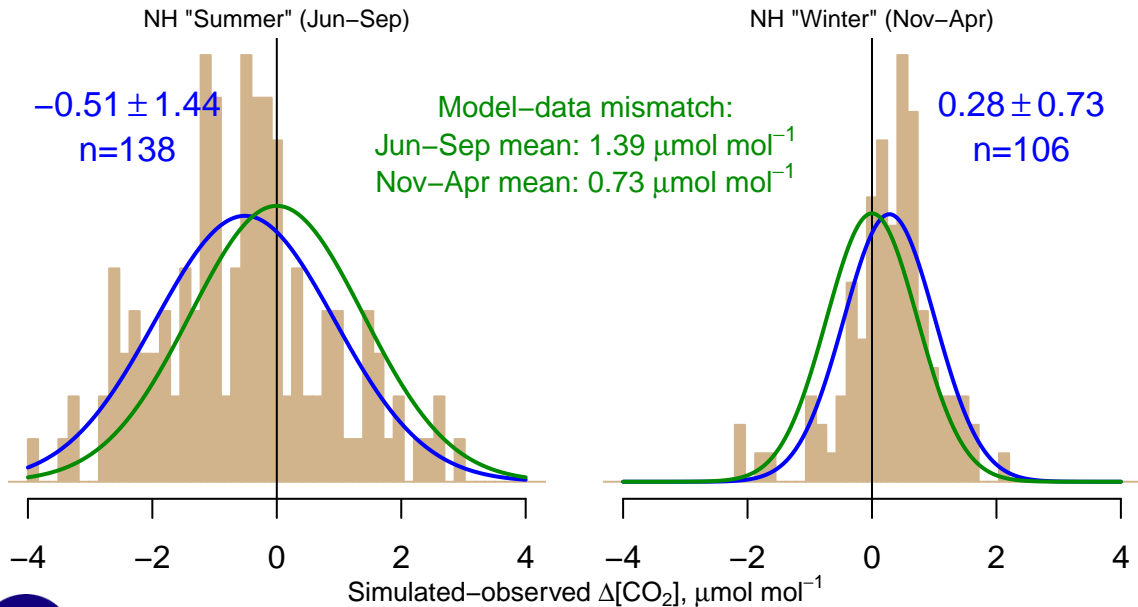 NH "Summer" (Jun−Sep)
NH "Winter" (Nov−Apr)
−0.51 ± 1.44
n=138
Model−data mismatch:
Jun−Sep mean: 1.39 μmol mol⁻¹
Nov−Apr mean: 0.73 μmol mol⁻¹
0.28 ± 0.73
n=106
−4 −2 0 2 4
−4 −2 0 2 4
Simulated−observed Δ[CO₂], μmol mol⁻¹